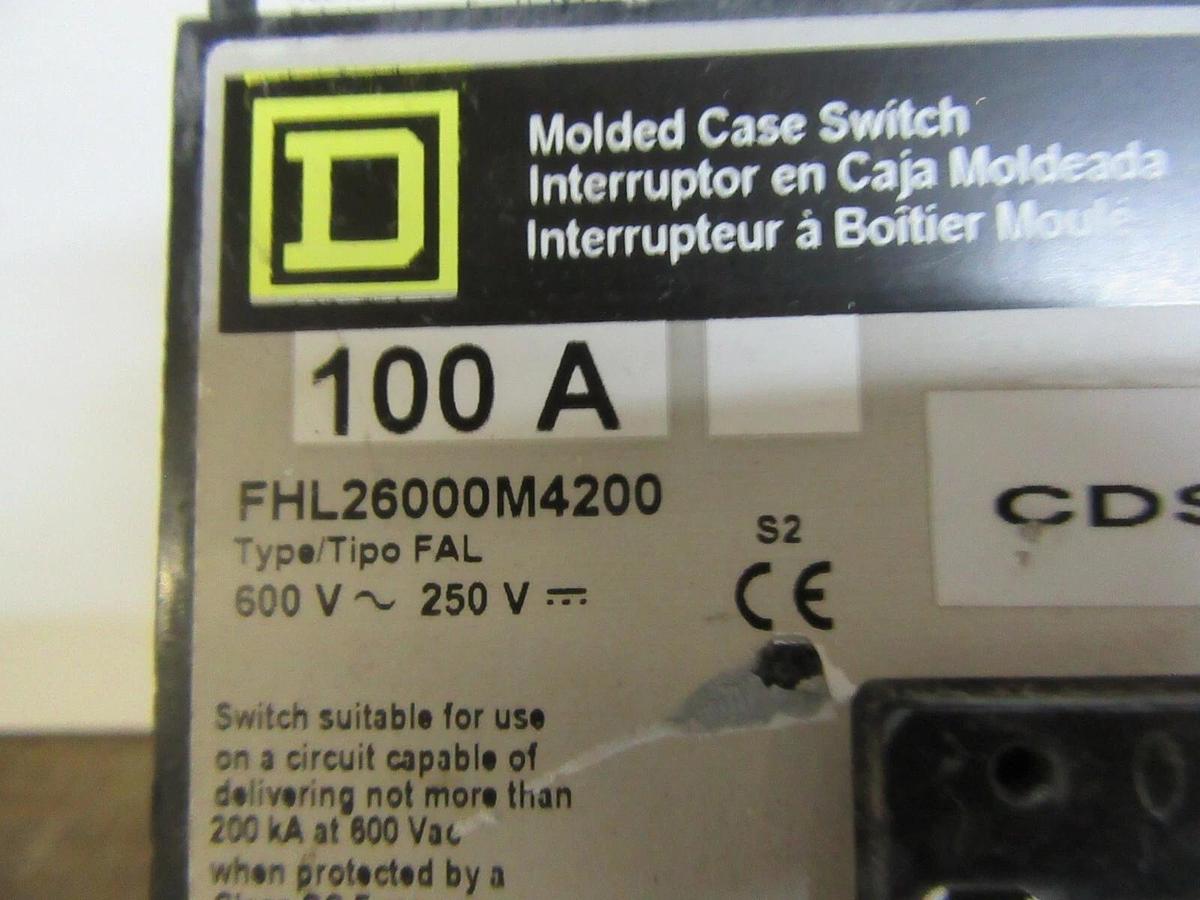 D
Molded Case Switch
Interruptor en Caja Moldeada
Interrupteur à Boîtier Moulé
100 A
FHL26000M4200
Type/Tipo FAL
600 V ~ 250 V ⎓
S2
CE
CDS
Switch suitable for use
on a circuit capable of
delivering not more than
200 kA at 600 Vac
when protected by a